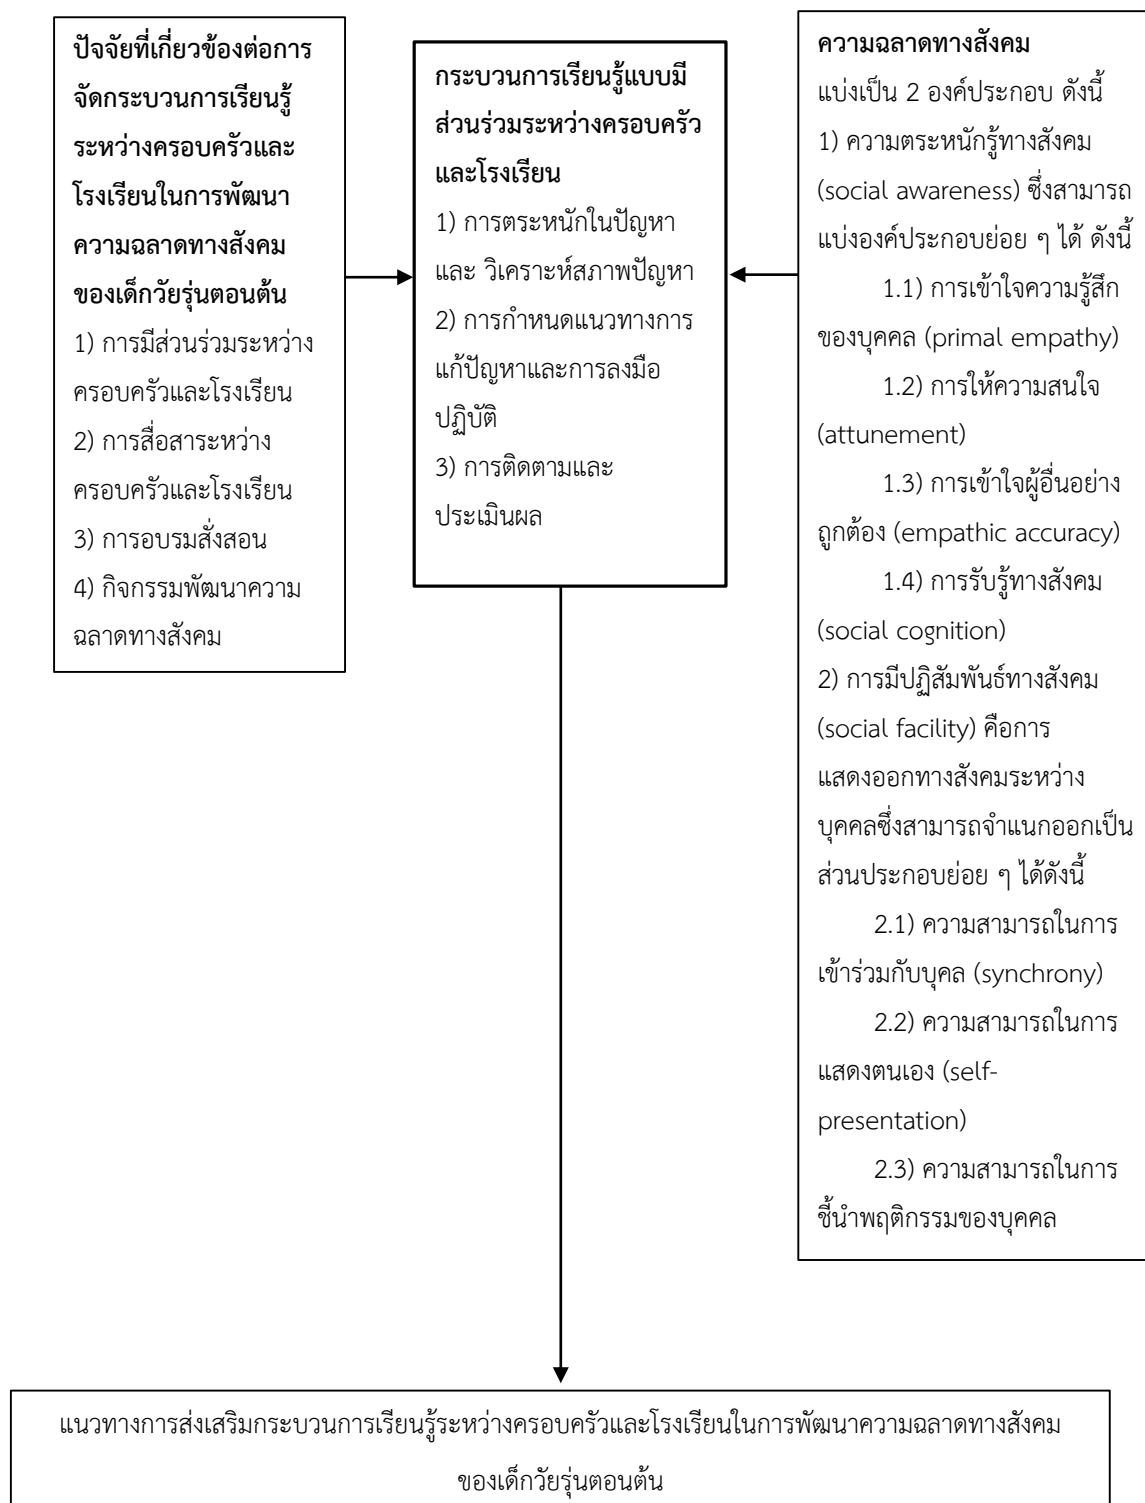 ปัจจัยที่เกี่ยวข้องต่อการ
จัดกระบวนการเรียนรู้
ระหว่างครอบครัวและ
โรงเรียนในการพัฒนา
ความฉลาดทางสังคม
ของเด็กวัยรุ่นตอนต้น
1) การมีส่วนร่วมระหว่าง
ครอบครัวและโรงเรียน
2) การสื่อสาระหว่าง
ครอบครัวและโรงเรียน
3) การอบรมสั่งสอน
4) กิจกรรมพัฒนาความ
ฉลาดทางสังคม
กระบวนการเรียนรู้แบบมี
ส่วนร่วมระหว่างครอบครัว
และโรงเรียน
1) การตระหนักในปัญหา
และ วิเคราะห์สภาพปัญหา
2) การกำหนดแนวทางการ
แก้ปัญหาและการลงมือ
ปฏิบัติ
3) การติดตามและ
ประเมินผล
ความฉลาดทางสังคม
แบ่งเป็น 2 องค์ประกอบ ดังนี้
1) ความตระหนักรู้ทางสังคม
(social awareness) ซึ่งสามารถ
แบ่งองค์ประกอบย่อย ๆ ได้ ดังนี้
1.1) การเข้าใจความรู้สึก
ของบุคคล (primal empathy)
1.2) การให้ความสนใจ
(attunement)
1.3) การเข้าใจผู้อื่นอย่าง
ถูกต้อง (empathic accuracy)
1.4) การรับรู้ทางสังคม
(social cognition)
2) การมีปฏิสัมพันธ์ทางสังคม
(social facility) คือการ
แสดงออกทางสังคมระหว่าง
บุคคลซึ่งสามารถจำแนกออกเป็น
ส่วนประกอบย่อย ๆ ได้ดังนี้
2.1) ความสามารถในการ
เข้าร่วมกับบุคล (synchrony)
2.2) ความสามารถในการ
แสดงตนเอง (self-
presentation)
2.3) ความสามารถในการ
ชี้นำพฤติกรรมของบุคคล
แนวทางการส่งเสริมกระบวนการเรียนรู้ระหว่างครอบครัวและโรงเรียนในการพัฒนาความฉลาดทางสังคม
ของเด็กวัยรุ่นตอนต้น